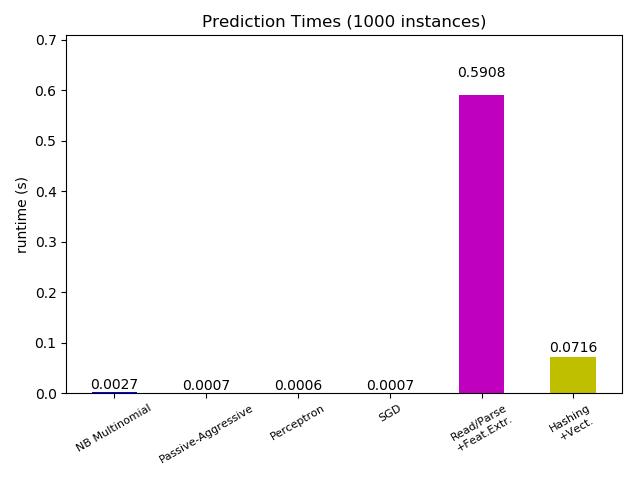 Prediction Times (1000 instances)
runtime (s)
0.7
0.6
0.5
0.4
0.3
0.2
0.1
0.0
0.0027
0.0007
0.0006
0.0007
0.5908
0.0716
NB Multinomial
Passive-Aggressive
Perceptron
SGD
Read/Parse
+Feat.Extr.
Hashing
+Vect.